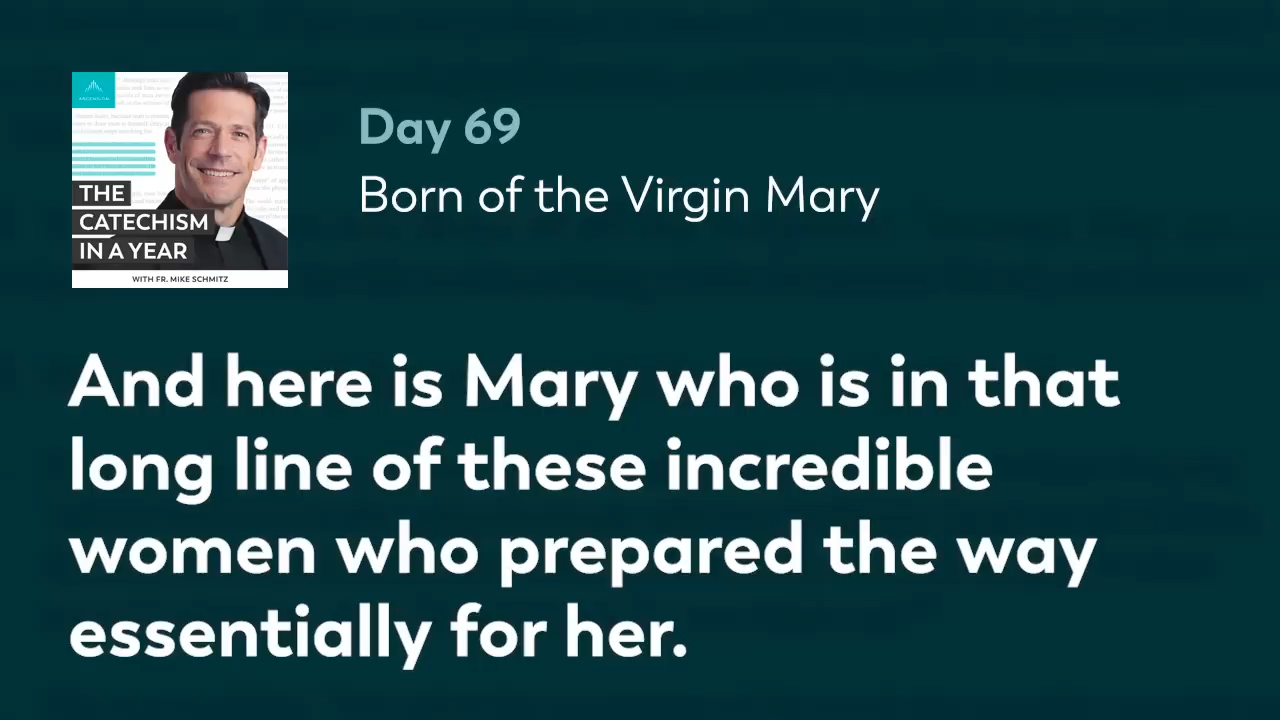 ASCENSION
THE
CATECHISM
IN A YEAR
WITH FR. MIKE SCHMITZ
Day 69
Born of the Virgin Mary
And here is Mary who is in that
long line of these incredible
women who prepared the way
essentially for her.